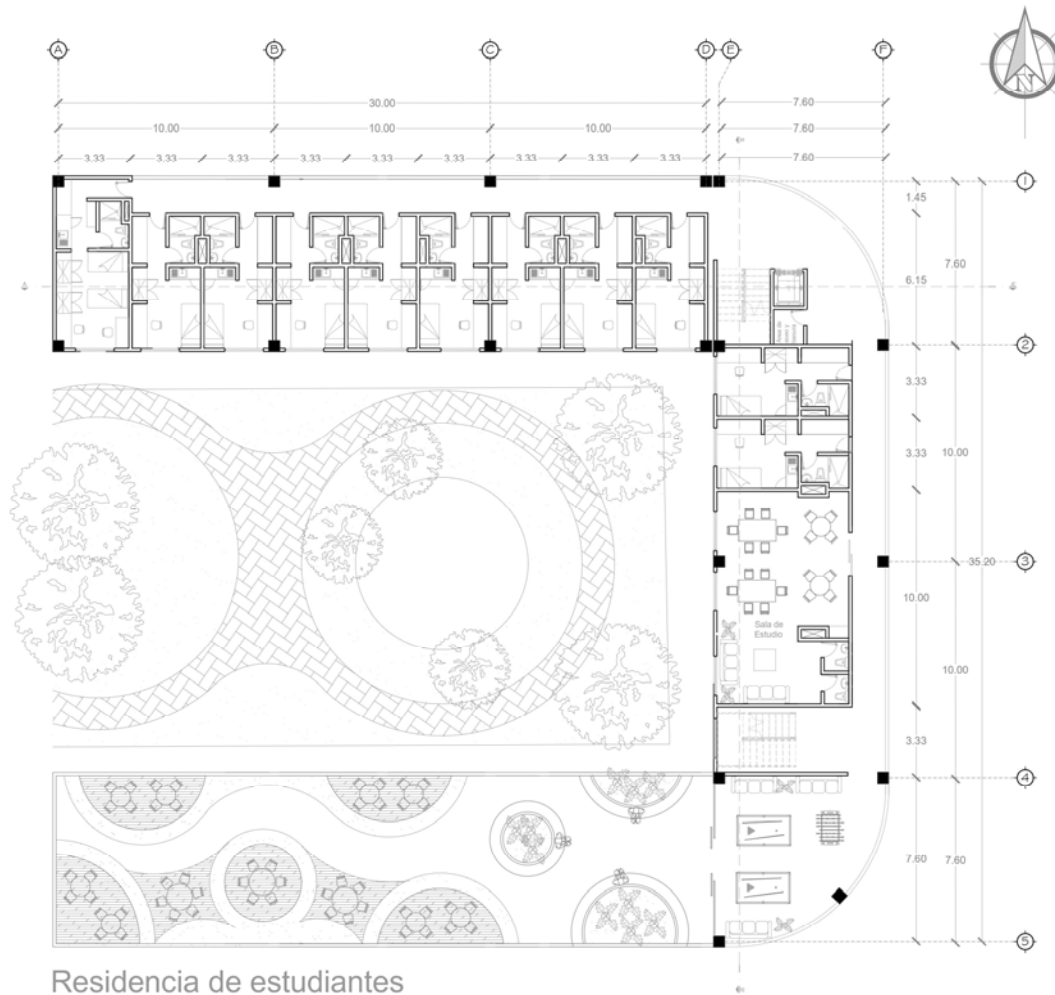 A B C D E F
N
30.00 7.60
10.00 10.00 10.00 7.60
3.33 3.33 3.33 3.33 3.33 3.33 3.33 3.33 3.33 7.60
1
1.45
7.60
6.15
2
3.33
3.33 10.00
3
35.20
10.00
Sala de
Estudio
10.00
3.33
4
7.60 7.60
5
Residencia de estudiantes